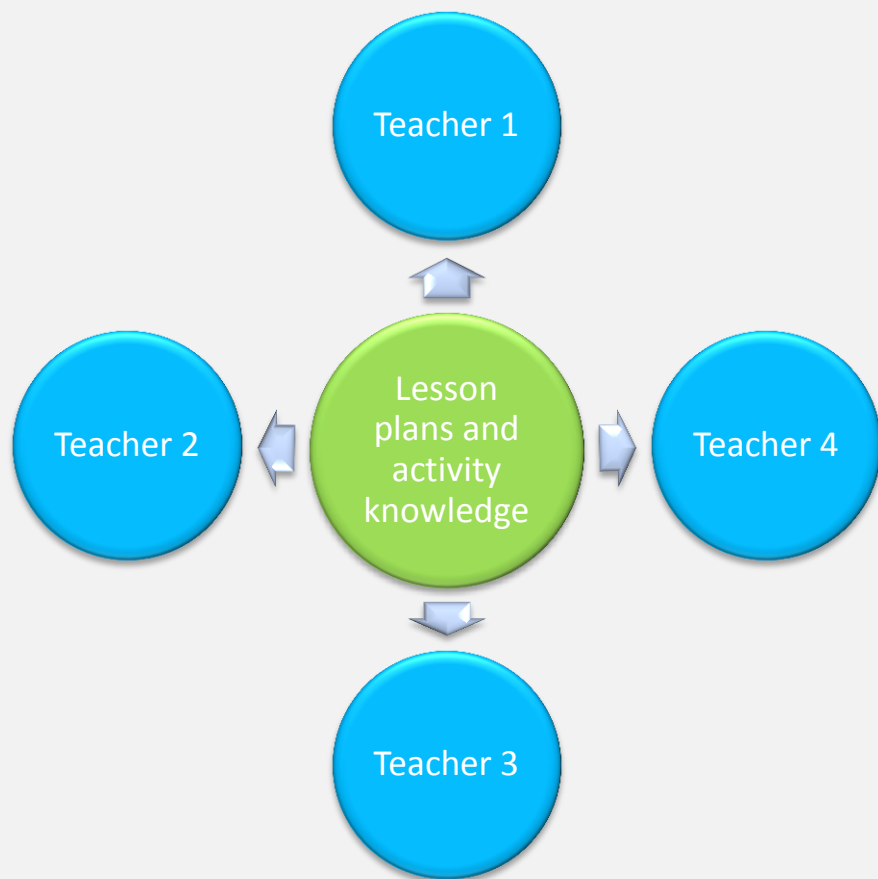 Teacher 1
Teacher 2
Lesson
plans and
activity
knowledge
Teacher 4
Teacher 3